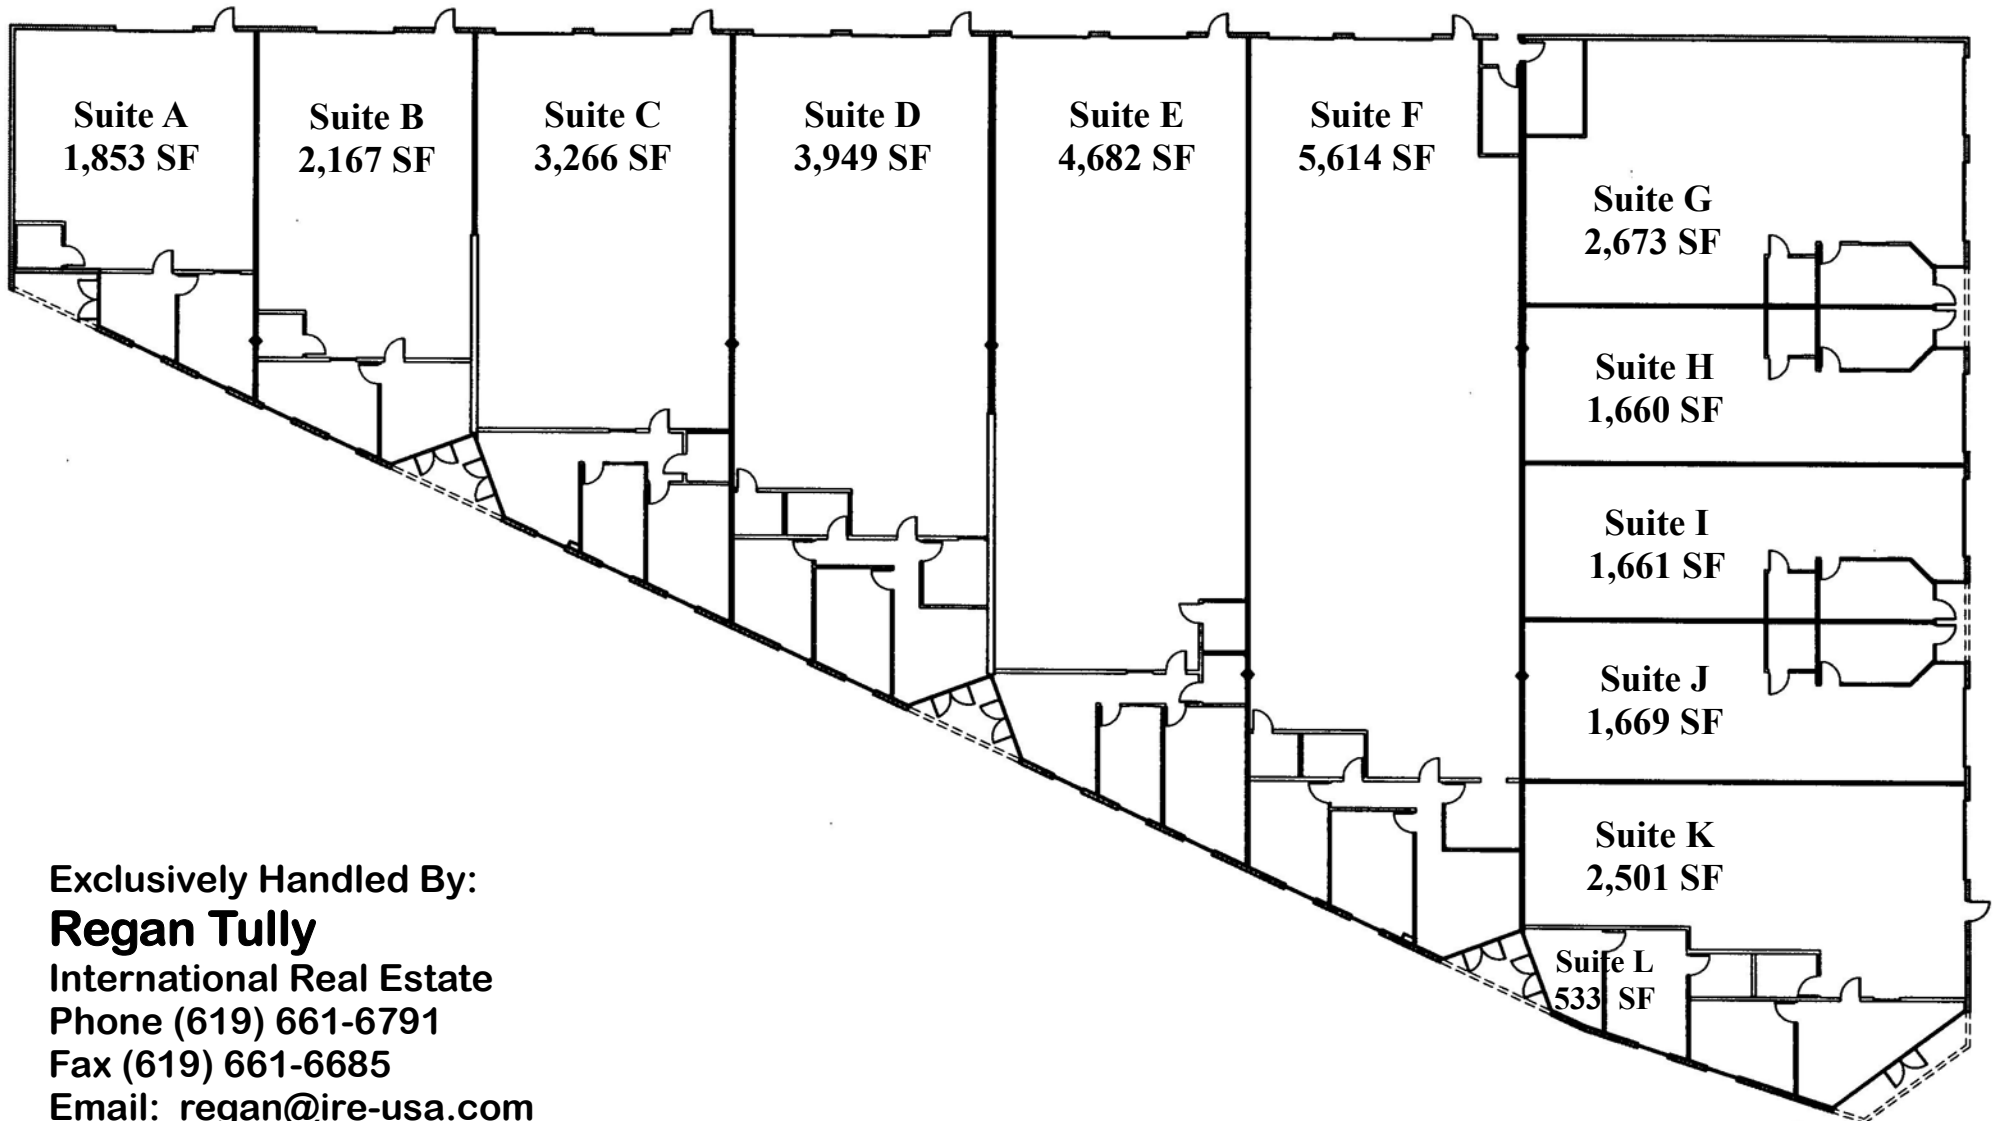 Suite A
1,853 SF
Suite B
2,167 SF
Suite C
3,266 SF
Suite D
3,949 SF
Suite E
4,682 SF
Suite F
5,614 SF
Suite G
2,673 SF
Suite H
1,660 SF
Suite I
1,661 SF
Suite J
1,669 SF
Suite K
2,501 SF
Suite L
533 SF
Exclusively Handled By:
Regan Tully
International Real Estate
Phone (619) 661-6791
Fax (619) 661-6685
Email: regan@ire-usa.com